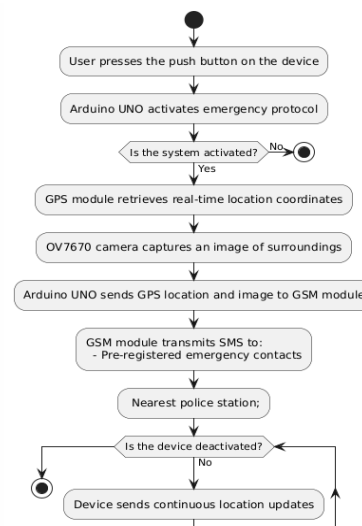 User presses the push button on the device
Arduino UNO activates emergency protocol
Is the system activated?
No
Yes
GPS module retrieves real-time location coordinates
OV7670 camera captures an image of surroundings
Arduino UNO sends GPS location and image to GSM module
GSM module transmits SMS to:
- Pre-registered emergency contacts
Nearest police station;
Is the device deactivated?
No
Device sends continuous location updates